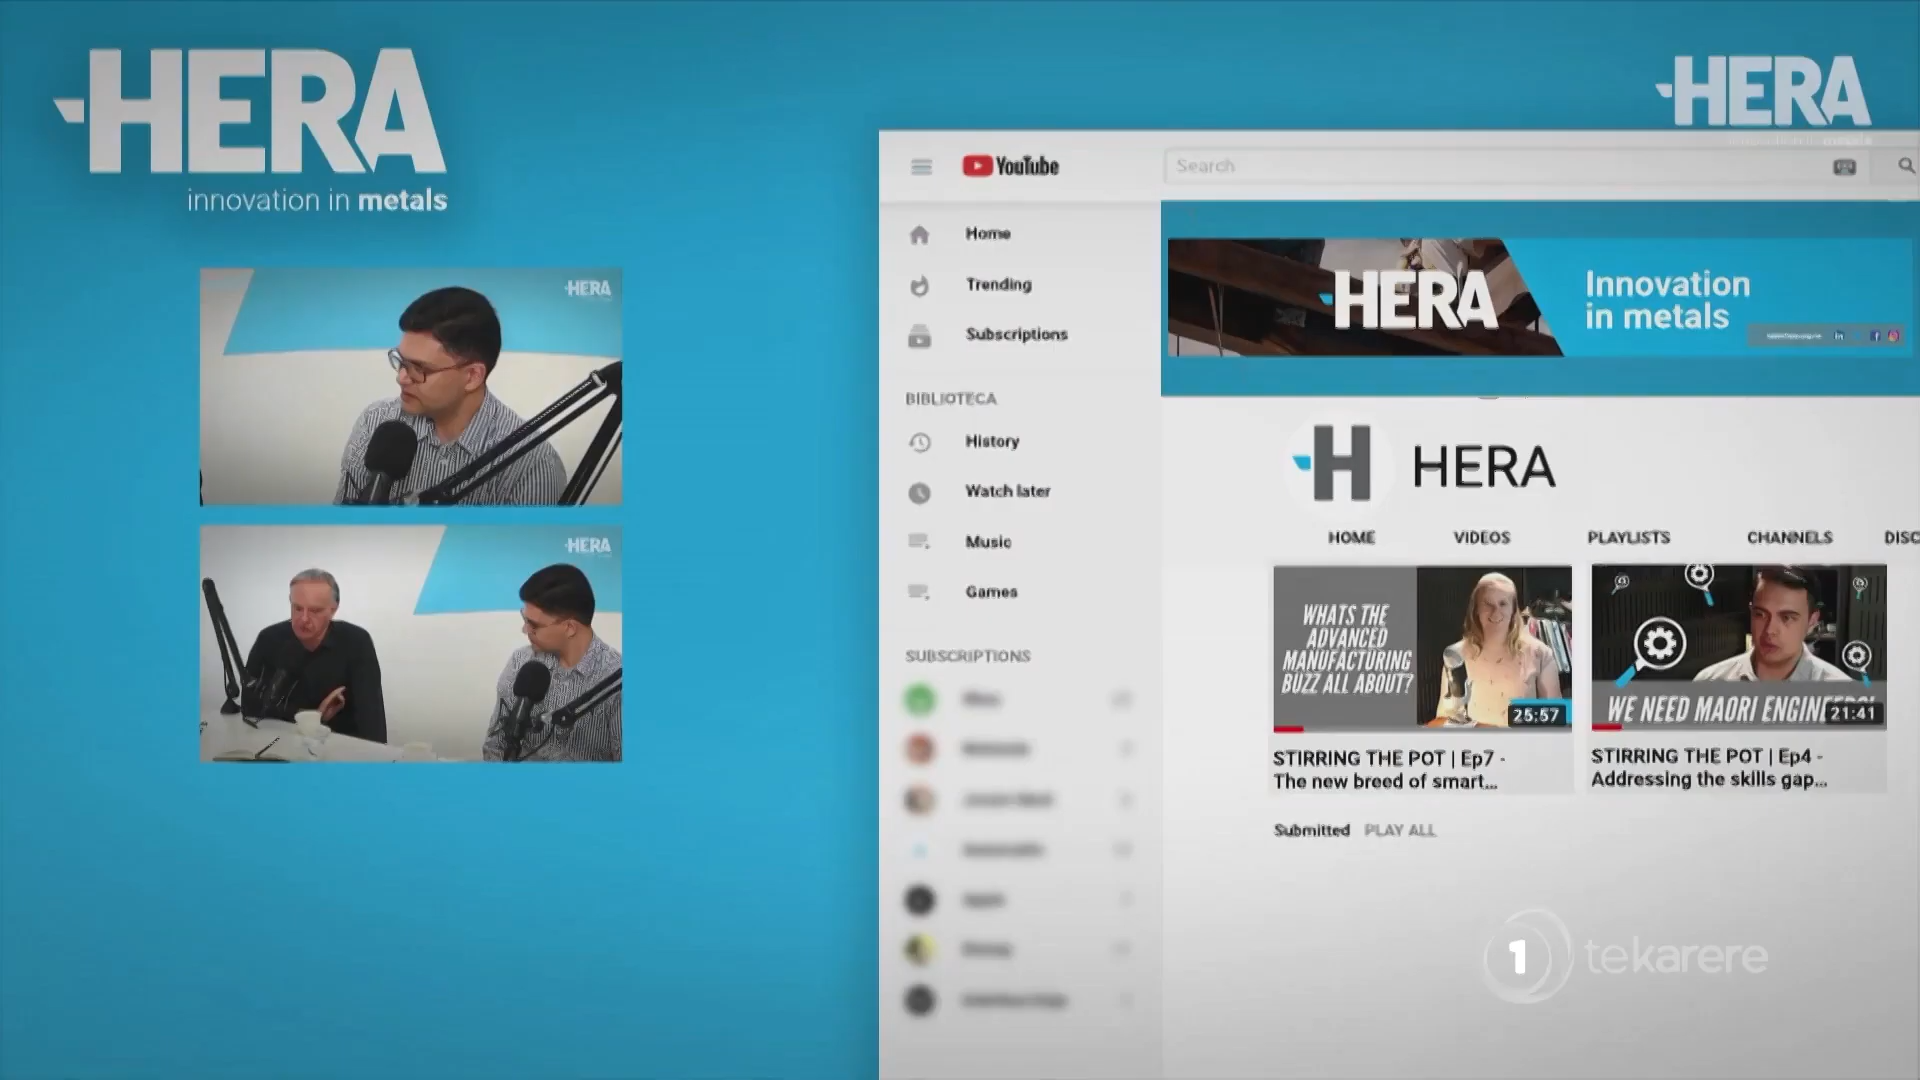 HERA
innovation in metals
HERA
HERA
HERA
YouTube
Search
Home
Trending
Subscriptions
BIBLIOTECA
History
Watch later
Music
Games
SUBSCRIPTIONS
HERA
Innovation
in metals
HERA
HOME VIDEOS PLAYLISTS CHANNELS DISC
WHATS THE
ADVANCED
MANUFACTURING
BUZZ ALL ABOUT?
25:57
WE NEED MAORI
21:41
STIRRING THE POT | Ep7 -
The new breed of smart...
STIRRING THE POT | Ep4 -
Addressing the skills gap...
Submitted PLAY ALL
1 tekarere